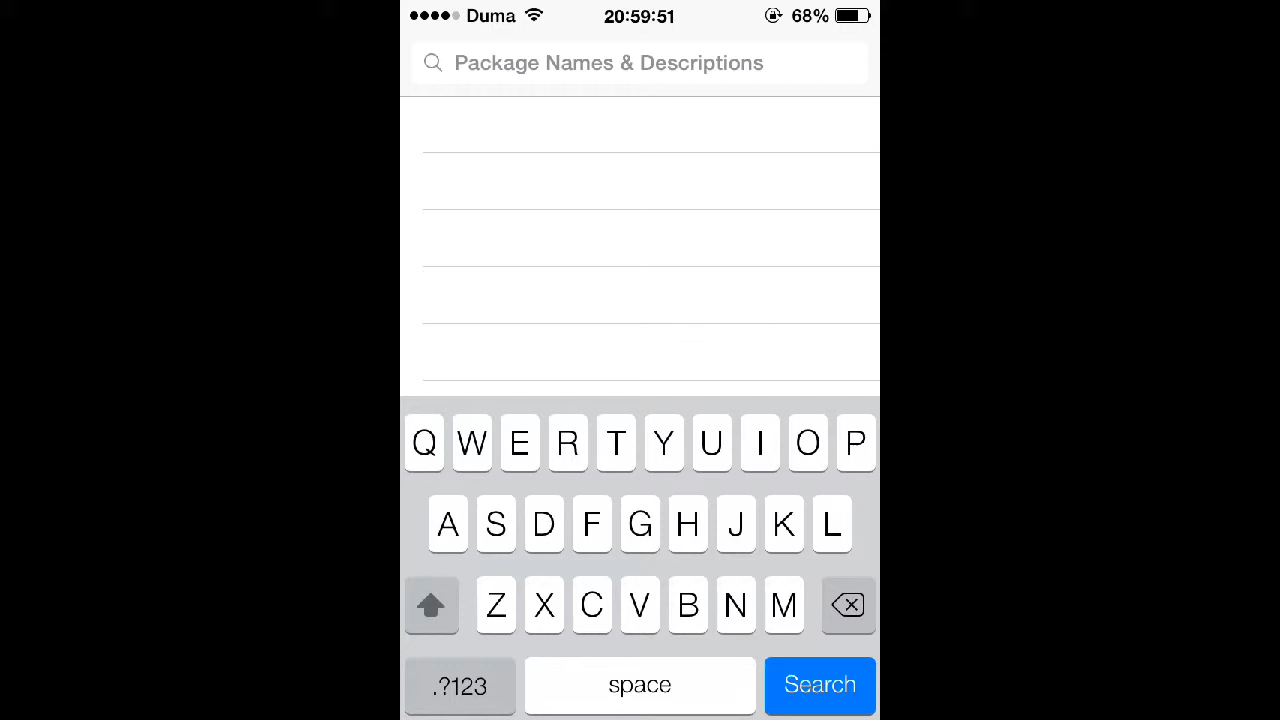 Duma 20:59:51 68%
Package Names & Descriptions
Q W E R T Y U I O P
A S D F G H J K L
Z X C V B N M
.?123 space Search